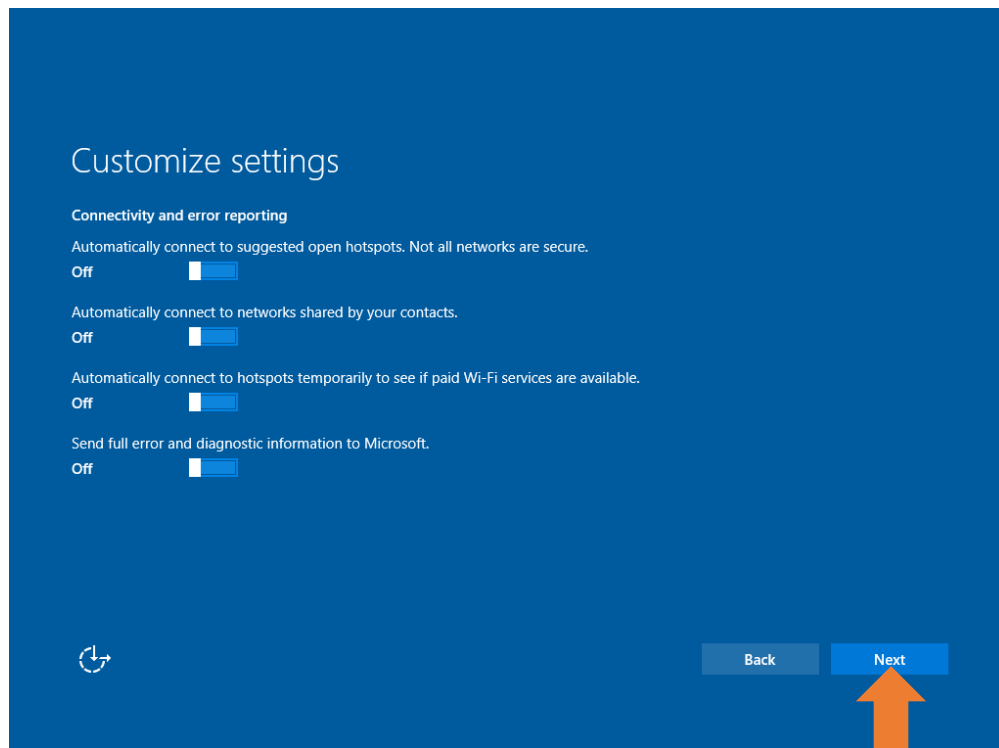 Customize settings
Connectivity and error reporting
Automatically connect to suggested open hotspots. Not all networks are secure.
Off
Automatically connect to networks shared by your contacts.
Off
Automatically connect to hotspots temporarily to see if paid Wi-Fi services are available.
Off
Send full error and diagnostic information to Microsoft.
Off
Back Next